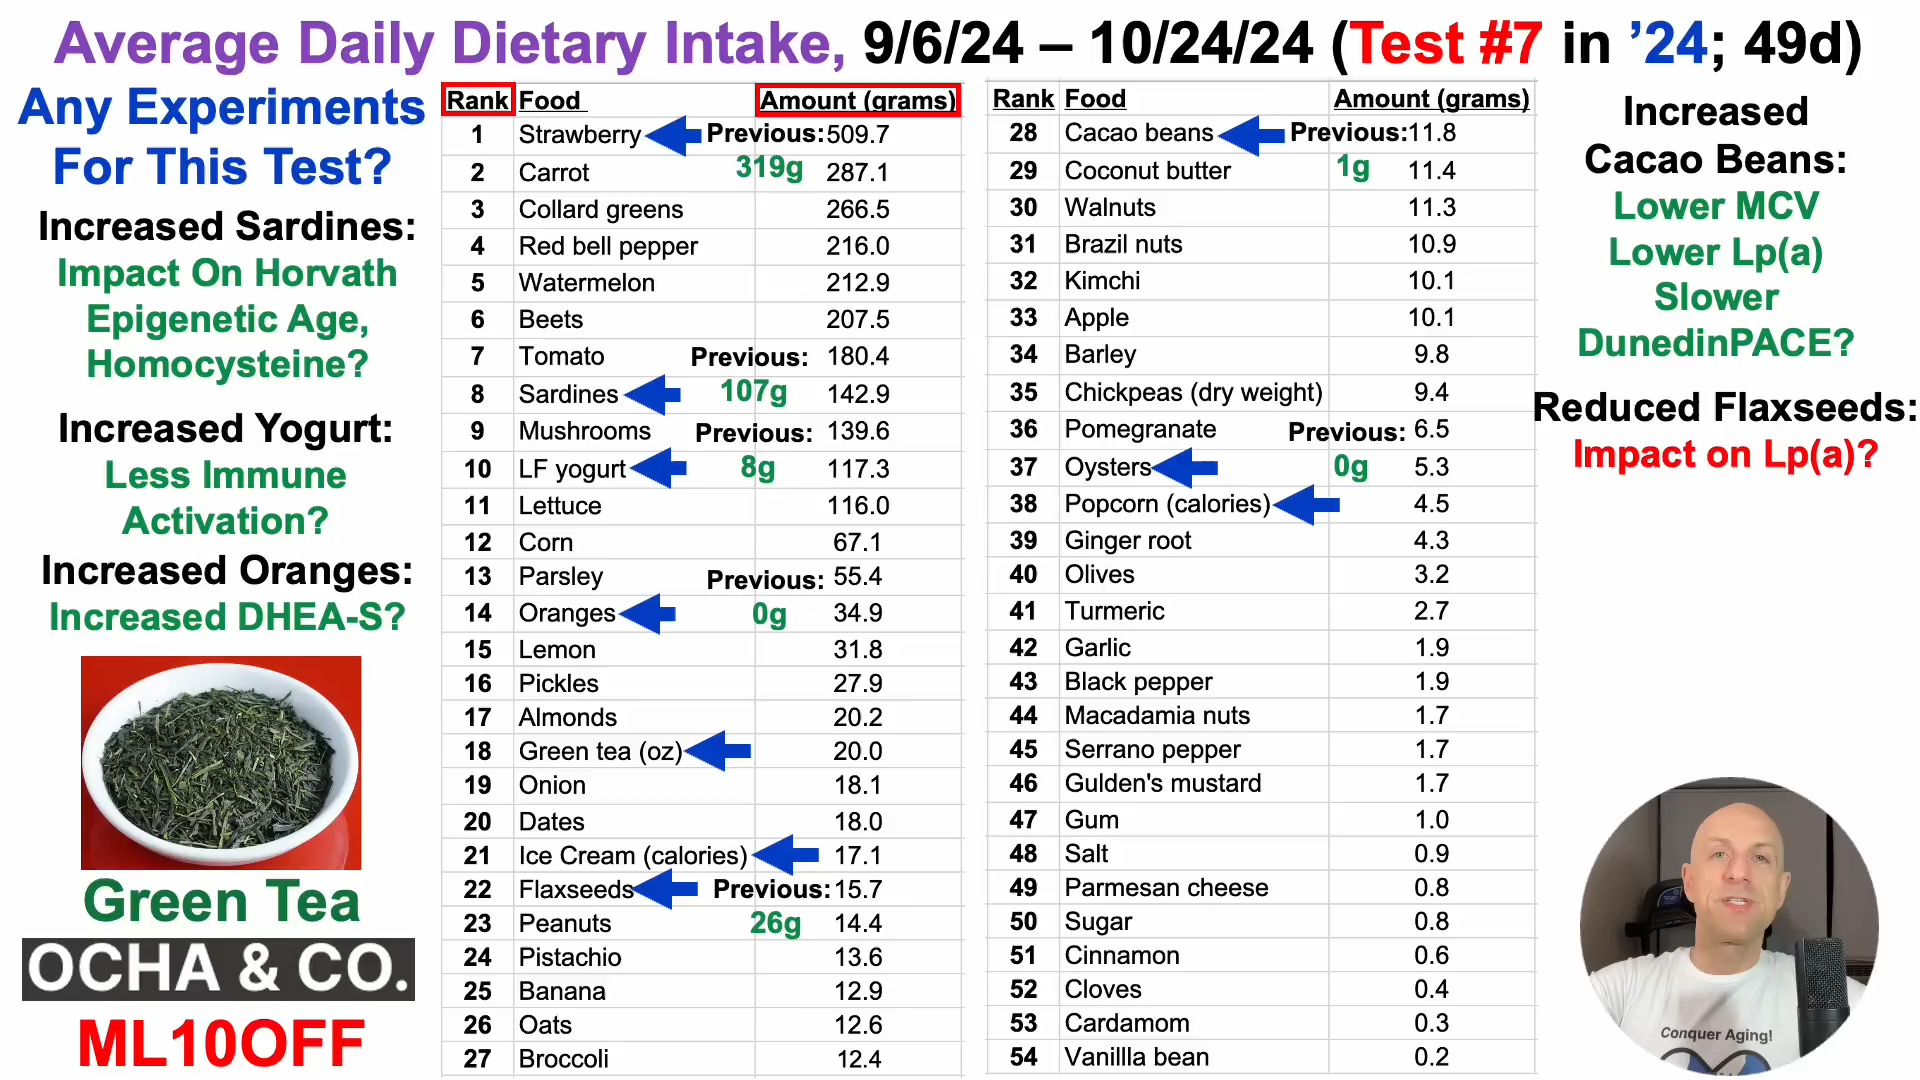 Average Daily Dietary Intake, 9/6/24 – 10/24/24 (Test #7 in ’24; 49d)
Any Experiments
For This Test?
Increased Sardines:
Impact On Horvath
Epigenetic Age,
Homocysteine?
Increased Yogurt:
Less Immune
Activation?
Increased Oranges:
Increased DHEA-S?
Green Tea
OCHA & CO.
ML10OFF
Rank Food Amount (grams)
1 Strawberry Previous: 509.7
2 Carrot 319g 287.1
3 Collard greens 266.5
4 Red bell pepper 216.0
5 Watermelon 212.9
6 Beets 207.5
7 Tomato Previous: 180.4
8 Sardines 107g 142.9
9 Mushrooms Previous: 139.6
10 LF yogurt 8g 117.3
11 Lettuce 116.0
12 Corn 67.1
13 Parsley Previous: 55.4
14 Oranges 0g 34.9
15 Lemon 31.8
16 Pickles 27.9
17 Almonds 20.2
18 Green tea (oz) 20.0
19 Onion 18.1
20 Dates 18.0
21 Ice Cream (calories) 17.1
22 Flaxseeds Previous: 15.7
23 Peanuts 26g 14.4
24 Pistachio 13.6
25 Banana 12.9
26 Oats 12.6
27 Broccoli 12.4
Rank Food Amount (grams)
28 Cacao beans Previous: 11.8
29 Coconut butter 1g 11.4
30 Walnuts 11.3
31 Brazil nuts 10.9
32 Kimchi 10.1
33 Apple 10.1
34 Barley 9.8
35 Chickpeas (dry weight) 9.4
36 Pomegranate Previous: 6.5
37 Oysters 0g 5.3
38 Popcorn (calories) 4.5
39 Ginger root 4.3
40 Olives 3.2
41 Turmeric 2.7
42 Garlic 1.9
43 Black pepper 1.9
44 Macadamia nuts 1.7
45 Serrano pepper 1.7
46 Gulden's mustard 1.7
47 Gum 1.0
48 Salt 0.9
49 Parmesan cheese 0.8
50 Sugar 0.8
51 Cinnamon 0.6
52 Cloves 0.4
53 Cardamom 0.3
54 Vanillla bean 0.2
Increased
Cacao Beans:
Lower MCV
Lower Lp(a)
Slower
DunedinPACE?
Reduced Flaxseeds:
Impact on Lp(a)?
Conquer Aging!